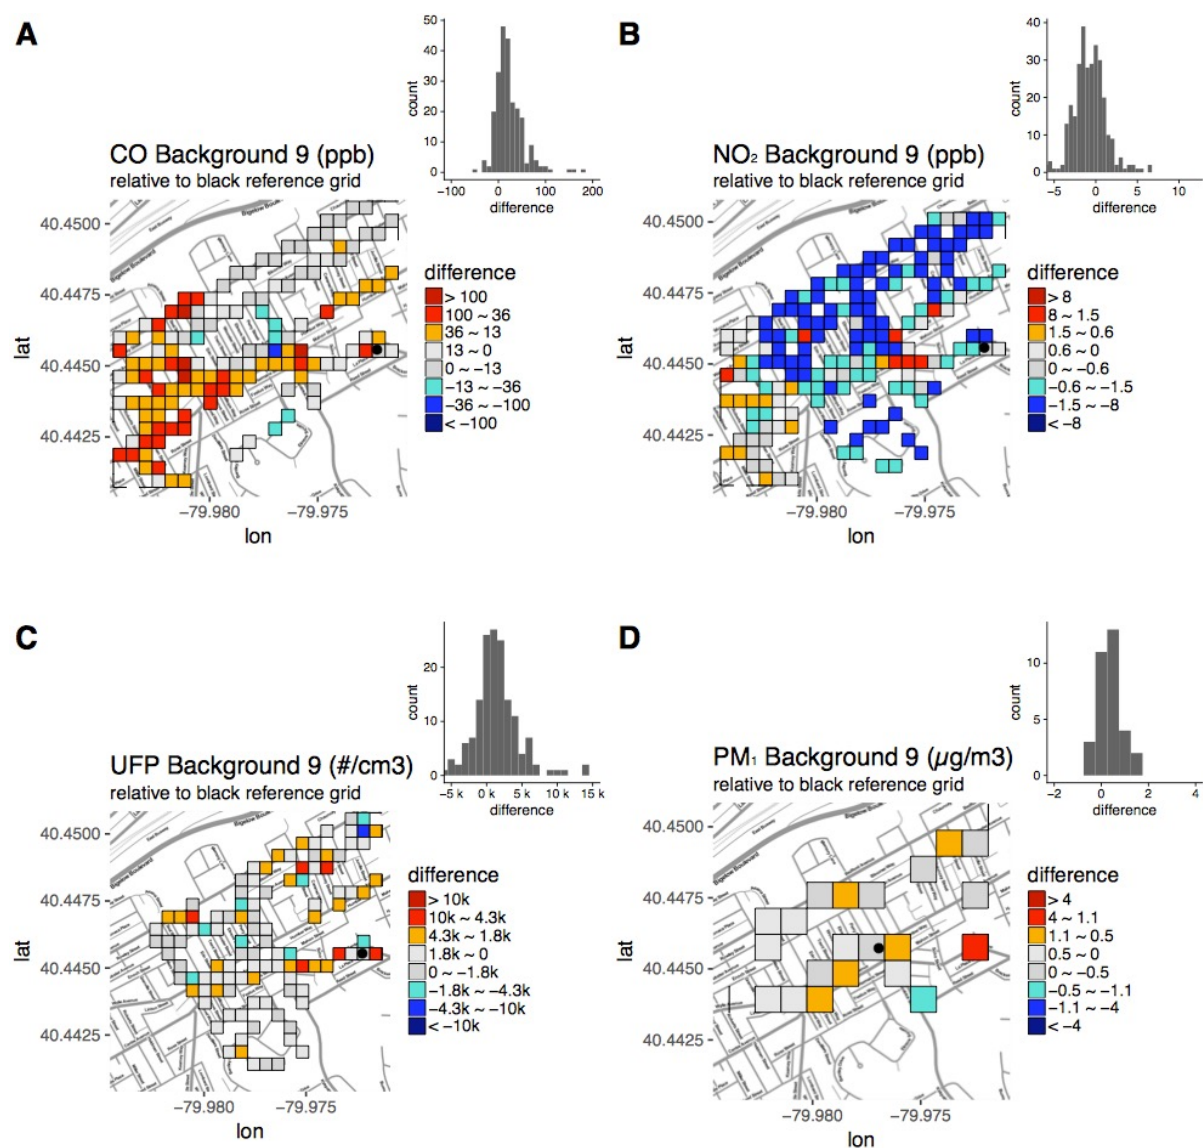 A
50
40
30
20
10
0
count
−100
0
100
200
difference
CO Background 9 (ppb)
relative to black reference grid
40.4500
40.4475
40.4450
40.4425
lat
−79.980
−79.975
lon
Bigelow Boulevard
difference
> 100
100 ~ 36
36 ~ 13
13 ~ 0
0 ~ −13
−13 ~ −36
−36 ~ −100
< −100
B
40
30
20
10
0
count
−5
0
5
10
difference
NO₂ Background 9 (ppb)
relative to black reference grid
40.4500
40.4475
40.4450
40.4425
lat
−79.980
−79.975
lon
Bigelow Boulevard
difference
> 8
8 ~ 1.5
1.5 ~ 0.6
0.6 ~ 0
0 ~ −0.6
−0.6 ~ −1.5
−1.5 ~ −8
< −8
C
20
10
0
count
−5 k
0 k
5 k
10 k
15 k
difference
UFP Background 9 (#/cm3)
relative to black reference grid
40.4500
40.4475
40.4450
40.4425
lat
−79.980
−79.975
lon
Bigelow Boulevard
difference
> 10k
10k ~ 4.3k
4.3k ~ 1.8k
1.8k ~ 0
0 ~ −1.8k
−1.8k ~ −4.3k
−4.3k ~ −10k
< −10k
D
10
5
0
count
−2
0
2
4
difference
PM₁ Background 9 (µg/m3)
relative to black reference grid
40.4500
40.4475
40.4450
40.4425
lat
−79.980
−79.975
lon
Bigelow Boulevard
difference
> 4
4 ~ 1.1
1.1 ~ 0.5
0.5 ~ 0
0 ~ −0.5
−0.5 ~ −1.1
−1.1 ~ −4
< −4